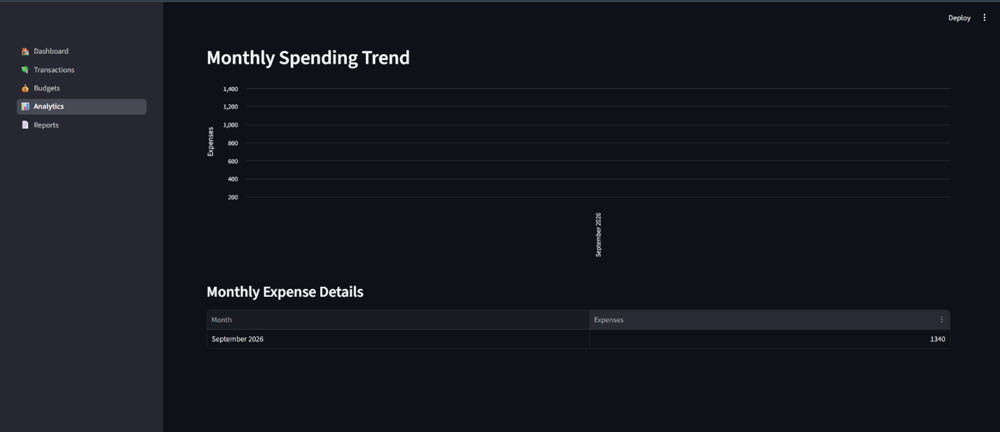 Deploy
Dashboard
Transactions
Budgets
Analytics
Reports
Monthly Spending Trend
1,400
1,200
1,000
800
600
400
200
Expenses
September 2026
Monthly Expense Details
Month Expenses
September 2026 1340